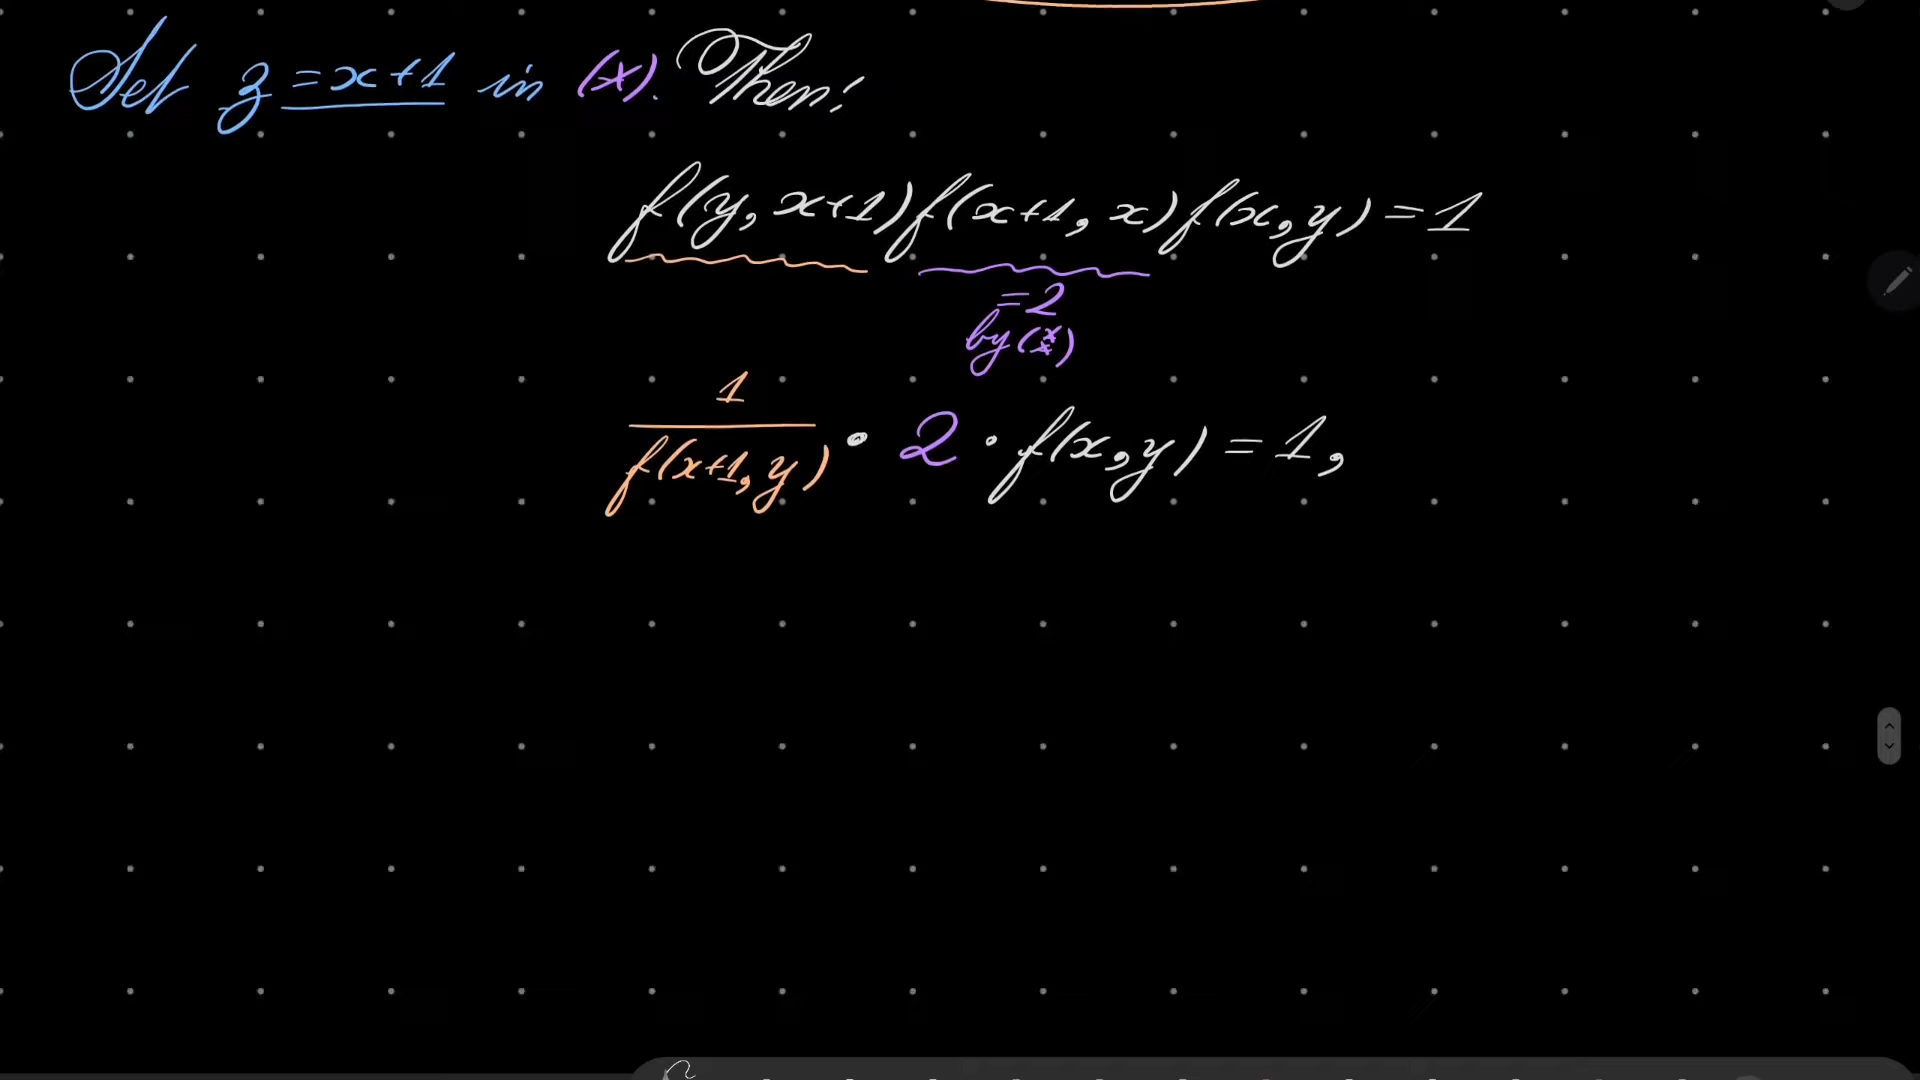 Set z = x+1 in (*). Then:
f(y, x+1) f(x+1, x) f(x, y) = 1
= 2
by (**)
1 / f(x+1, y) · 2 · f(x, y) = 1,